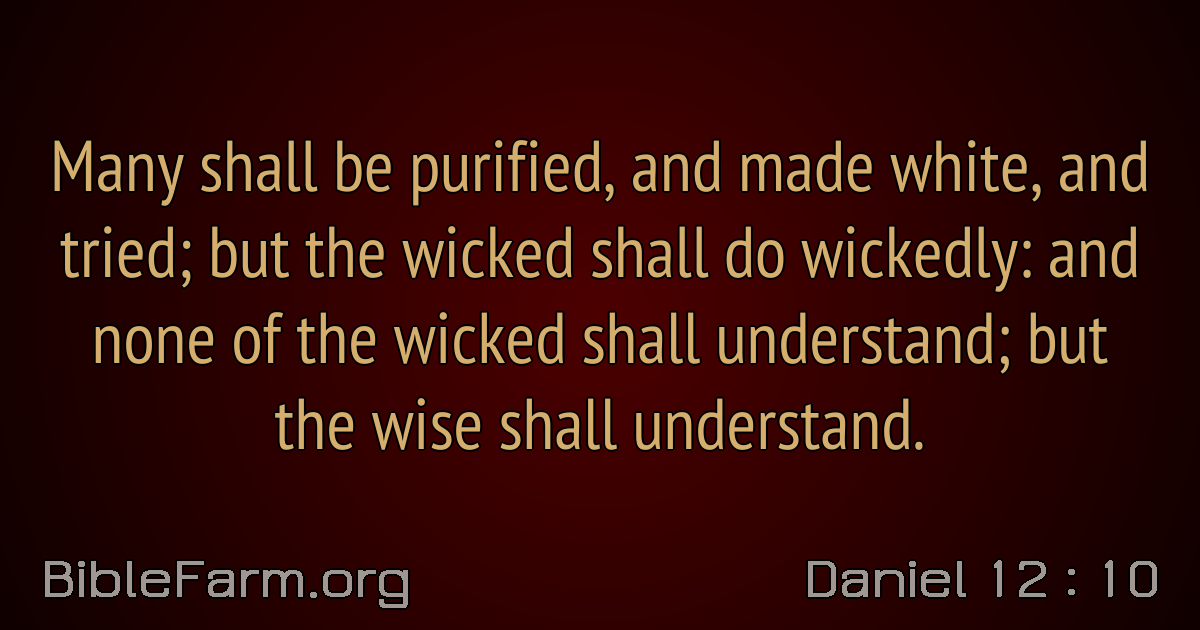 Many shall be purified, and made white, and
tried; but the wicked shall do wickedly: and
none of the wicked shall understand; but
the wise shall understand.
BibleFarm.org
Daniel 12 : 10